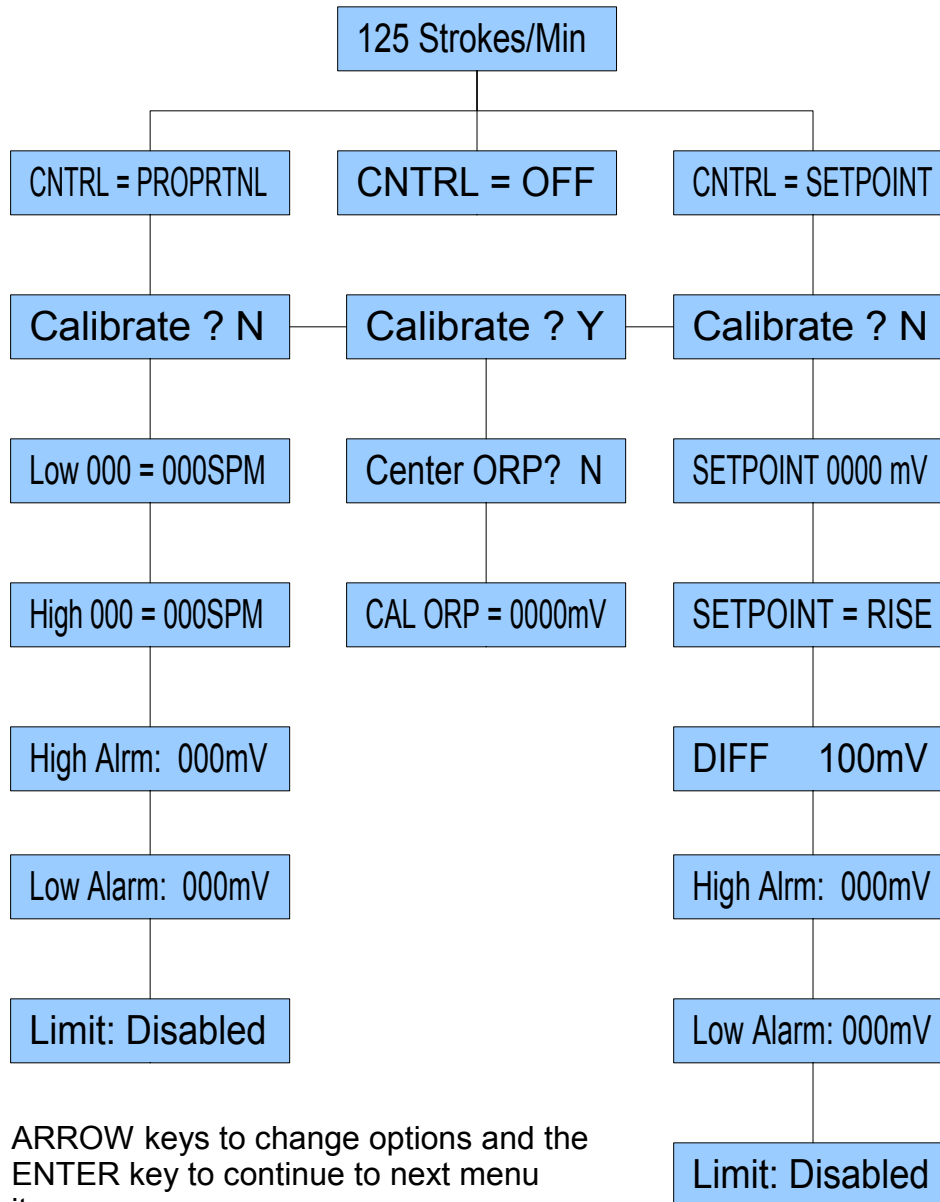 125 Strokes/Min
CNTRL = PROPRTNL
CNTRL = OFF
CNTRL = SETPOINT
Calibrate ? N
Calibrate ? Y
Calibrate ? N
Low 000 = 000SPM
Center ORP? N
SETPOINT 0000 mV
High 000 = 000SPM
CAL ORP = 0000mV
SETPOINT = RISE
High Alrm: 000mV
DIFF 100mV
Low Alarm: 000mV
High Alrm: 000mV
Limit: Disabled
Low Alarm: 000mV
ARROW keys to change options and the
ENTER key to continue to next menu
Limit: Disabled